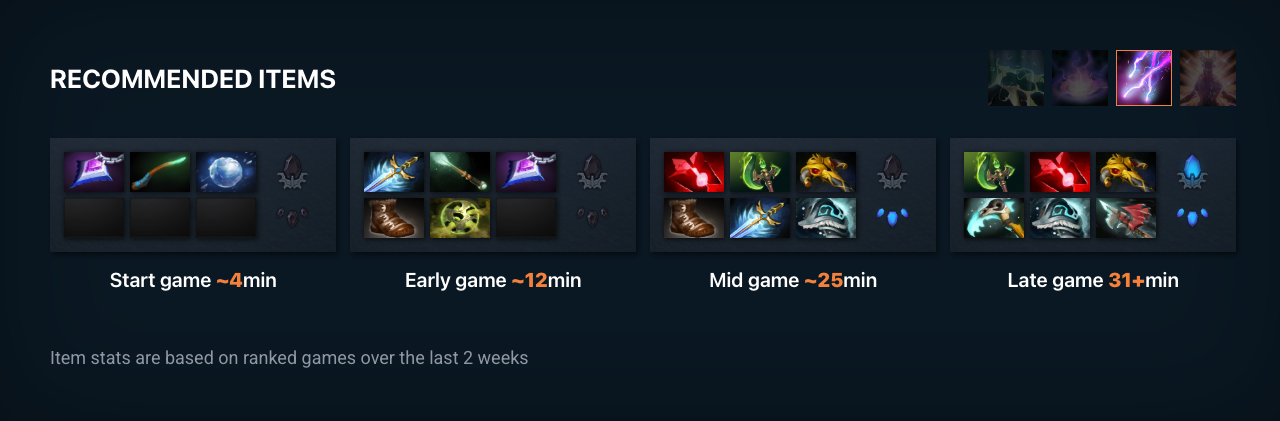 RECOMMENDED ITEMS
Start game ~4min
Early game ~12min
Mid game ~25min
Late game 31+min
Item stats are based on ranked games over the last 2 weeks